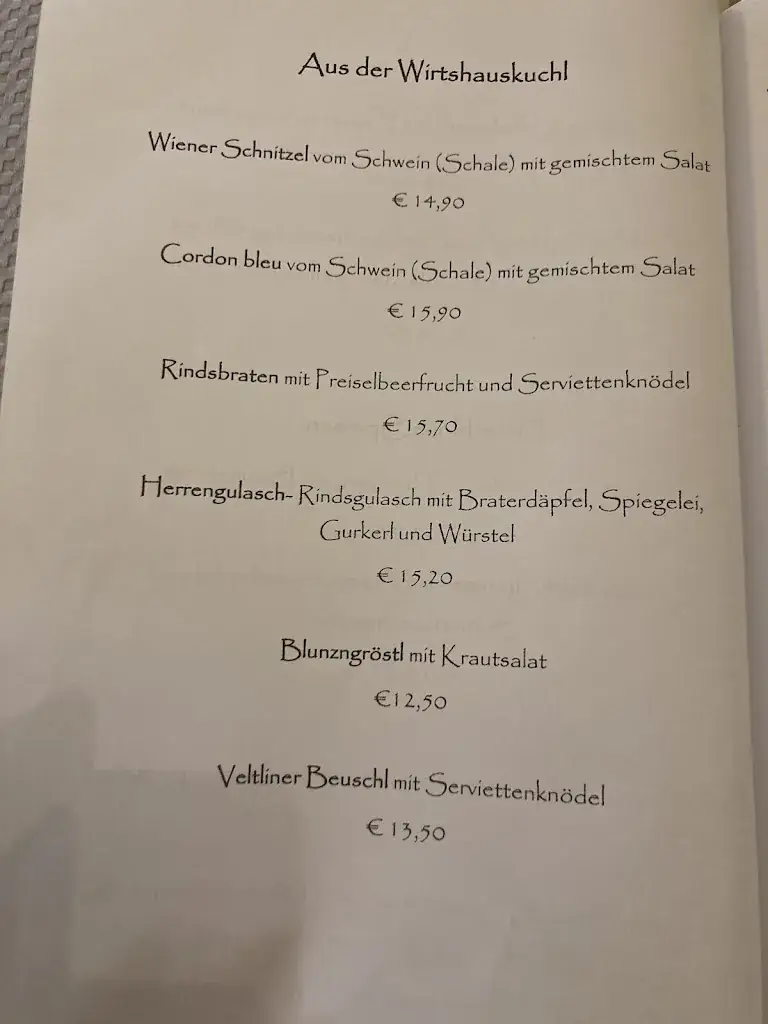 Aus der Wirtshauskuchl
Wiener Schnitzel vom Schwein (Schale) mit gemischtem Salat
€ 14,90
Cordon bleu vom Schwein (Schale) mit gemischtem Salat
€ 15,90
Rindsbraten mit Preiselbeerfrucht und Serviettenknödel
€ 15,70
Herrengulasch- Rindsgulasch mit Braterdäpfel, Spiegelei,
Gurkerl und Würstel
€ 15,20
Blunzngröstl mit Krautsalat
€12,50
Veltliner Beuschl mit Serviettenknödel
€ 13,50